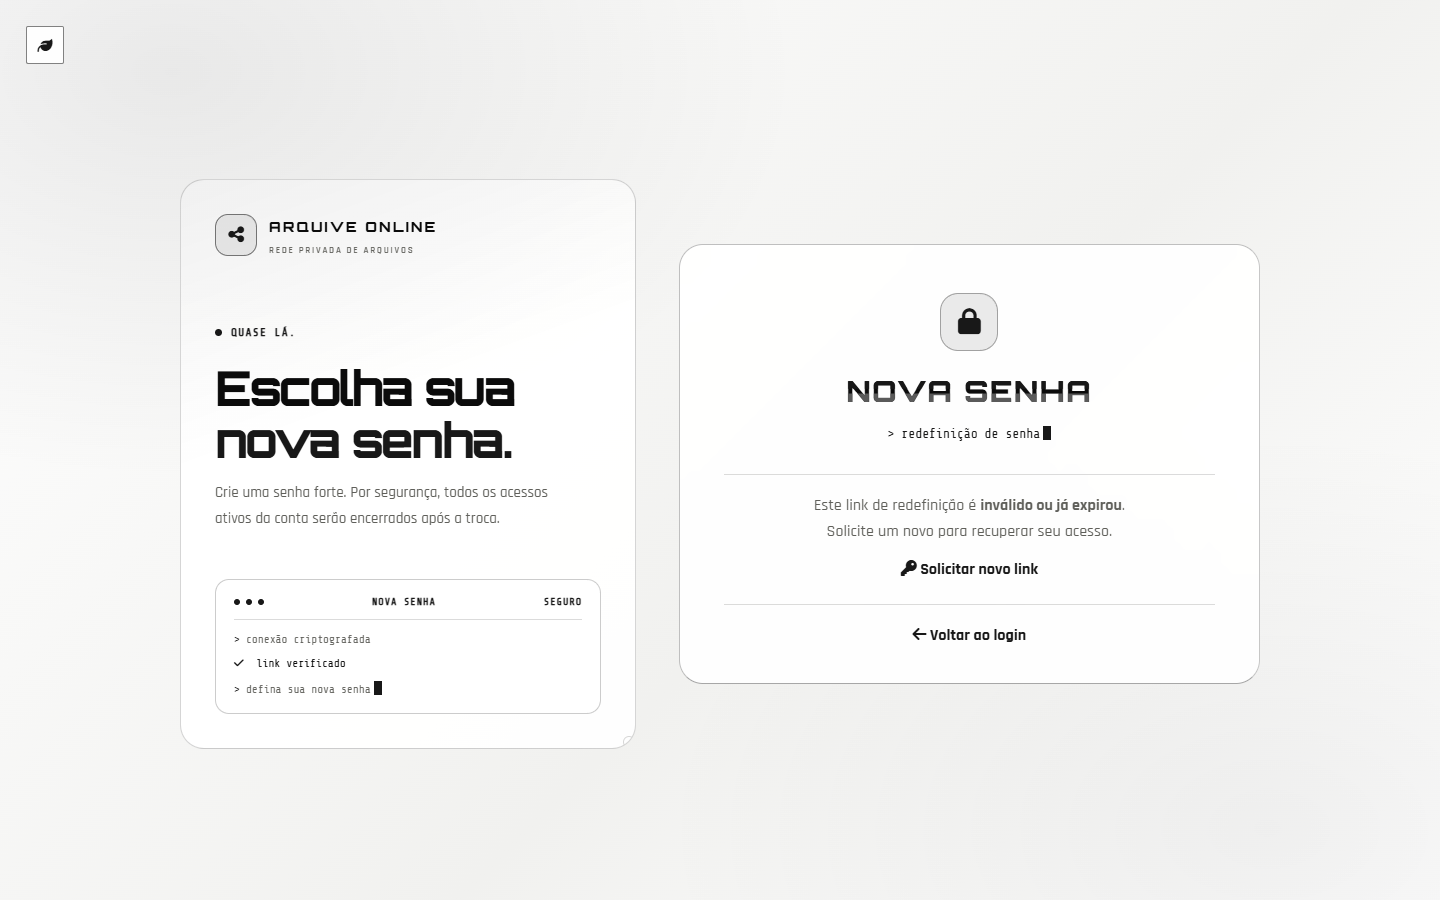 ARQUIVE ONLINE
REDE PRIVADA DE ARQUIVOS
QUASE LÁ.
Escolha sua
nova senha.
Crie uma senha forte. Por segurança, todos os acessos
ativos da conta serão encerrados após a troca.
NOVA SENHA SEGURO
> conexão criptografada
link verificado
> defina sua nova senha
NOVA SENHA
> redefinição de senha
Este link de redefinição é inválido ou já expirou.
Solicite um novo para recuperar seu acesso.
Solicitar novo link
Voltar ao login